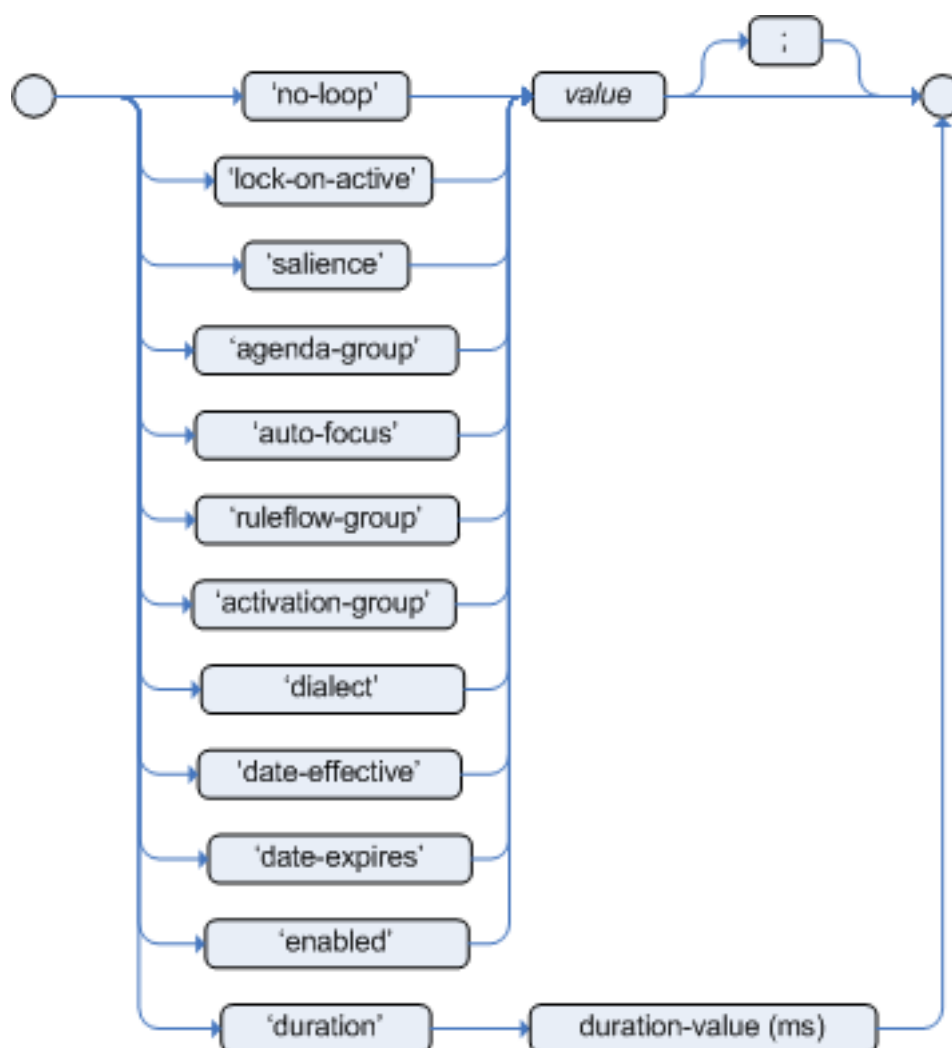 ;
‘no-loop’ value
‘lock-on-active’
‘salience’
‘agenda-group’
‘auto-focus’
‘ruleflow-group’
‘activation-group’
‘dialect’
‘date-effective’
‘date-expires’
‘enabled’
‘duration’ duration-value (ms)